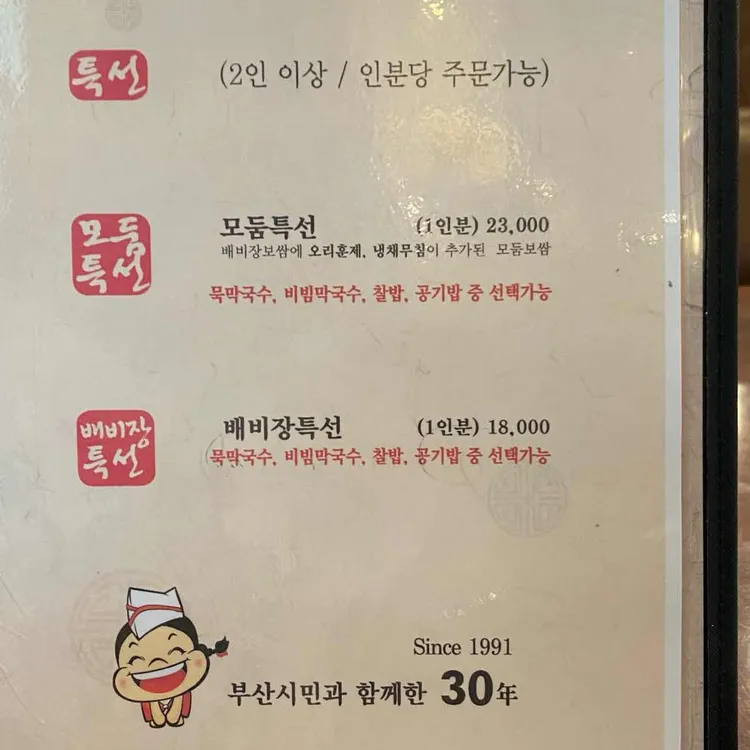 특선
(2인 이상 / 인분당 주문가능)
모둠
특선
모둠특선 (1인분) 23,000
배비장보쌈에 오리훈제, 냉채무침이 추가된 모둠보쌈
묵막국수, 비빔막국수, 찰밥, 공기밥 중 선택가능
배비장
특선
배비장특선 (1인분) 18,000
묵막국수, 비빔막국수, 찰밥, 공기밥 중 선택가능
Since 1991
부산시민과 함께한 30年